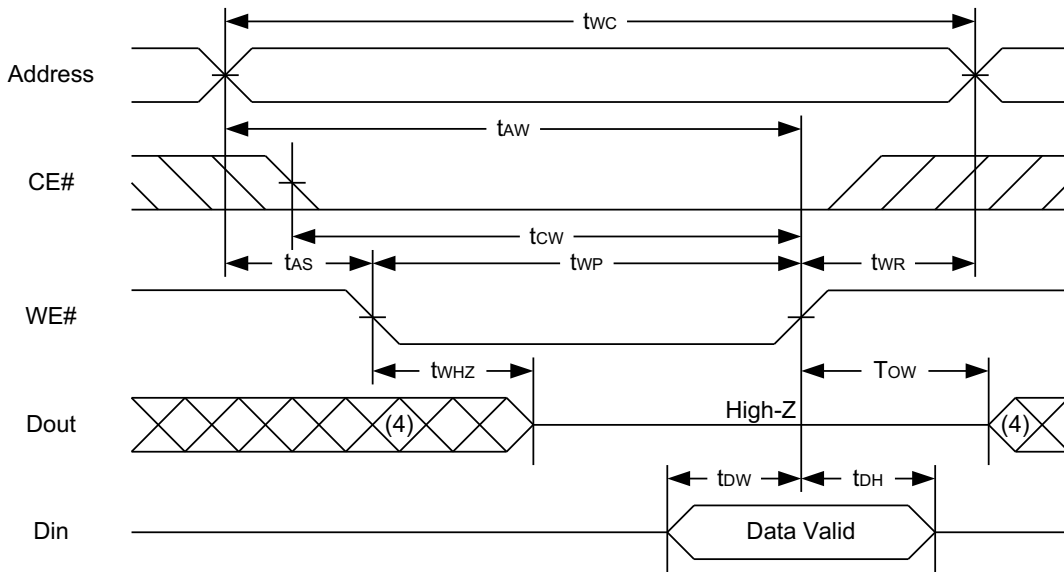 tWC
Address
tAW
CE#
tCW
tAS
tWP
tWR
WE#
tWHZ
TOW
High-Z
Dout
(4)
(4)
tDW
tDH
Din
Data Valid